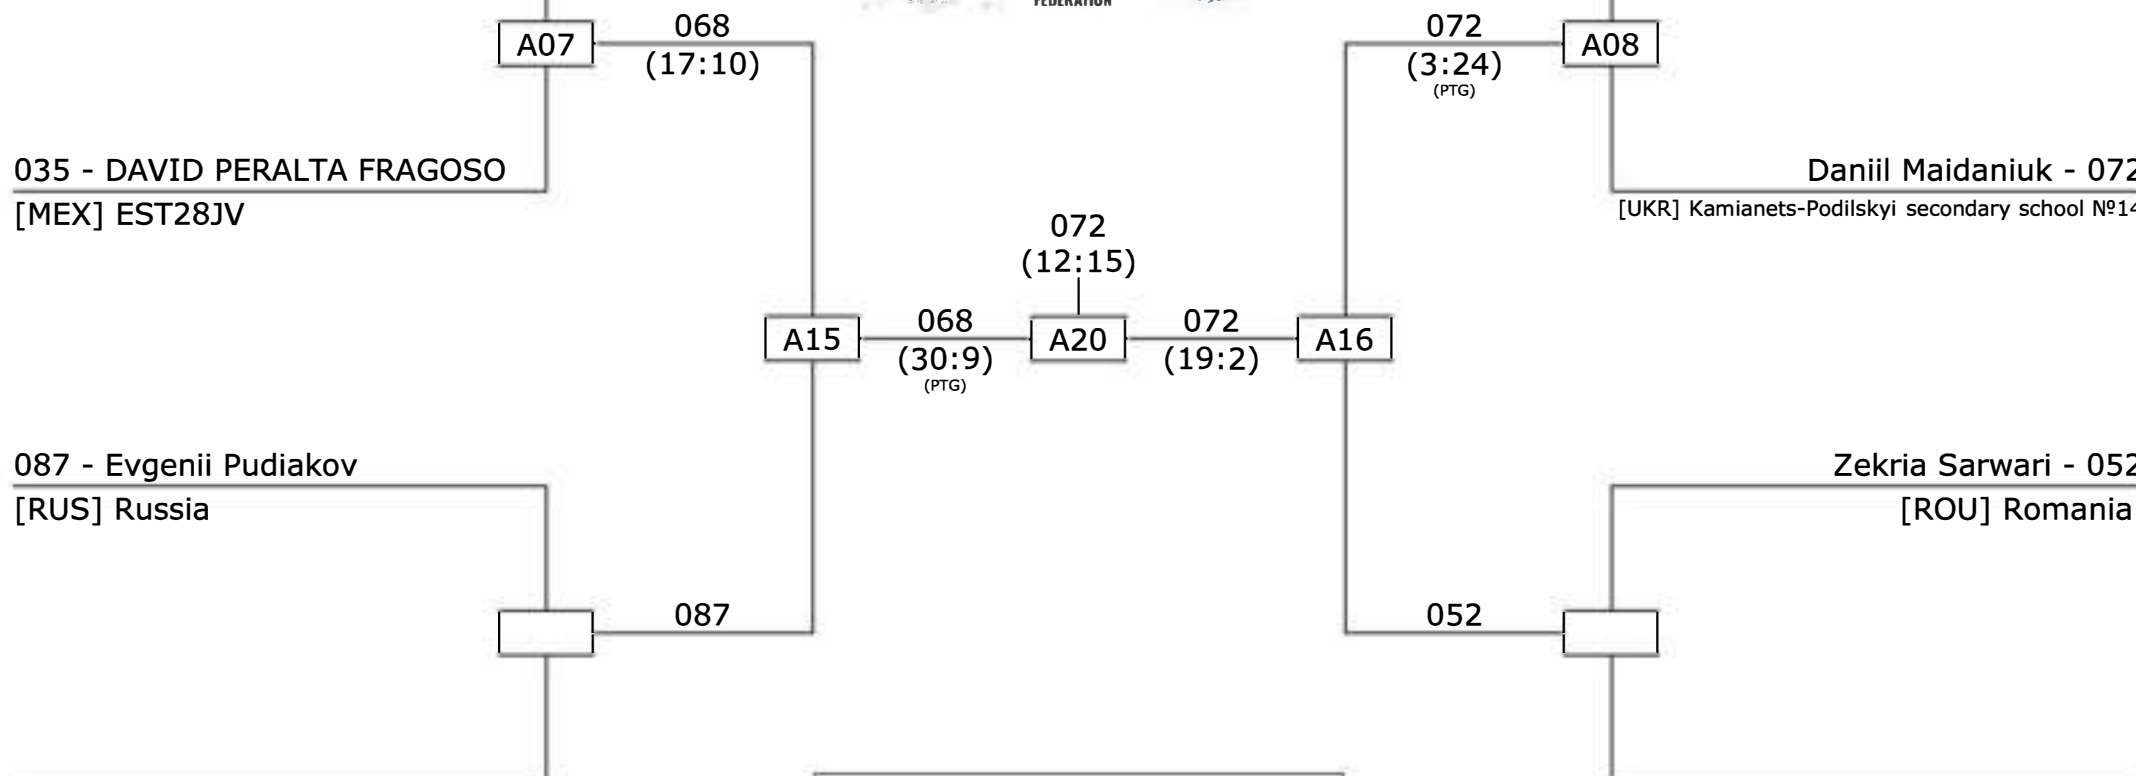 FEDERATION
A07
068
(17:10)
072
(3:24)
(PTG)
A08
035 - DAVID PERALTA FRAGOSO
[MEX] EST28JV
Daniil Maidaniuk - 072
[UKR] Kamianets-Podilskyi secondary school №14
072
(12:15)
A15
068
(30:9)
(PTG)
A20
072
(19:2)
A16
087 - Evgenii Pudiakov
[RUS] Russia
Zekria Sarwari - 052
[ROU] Romania
087
052